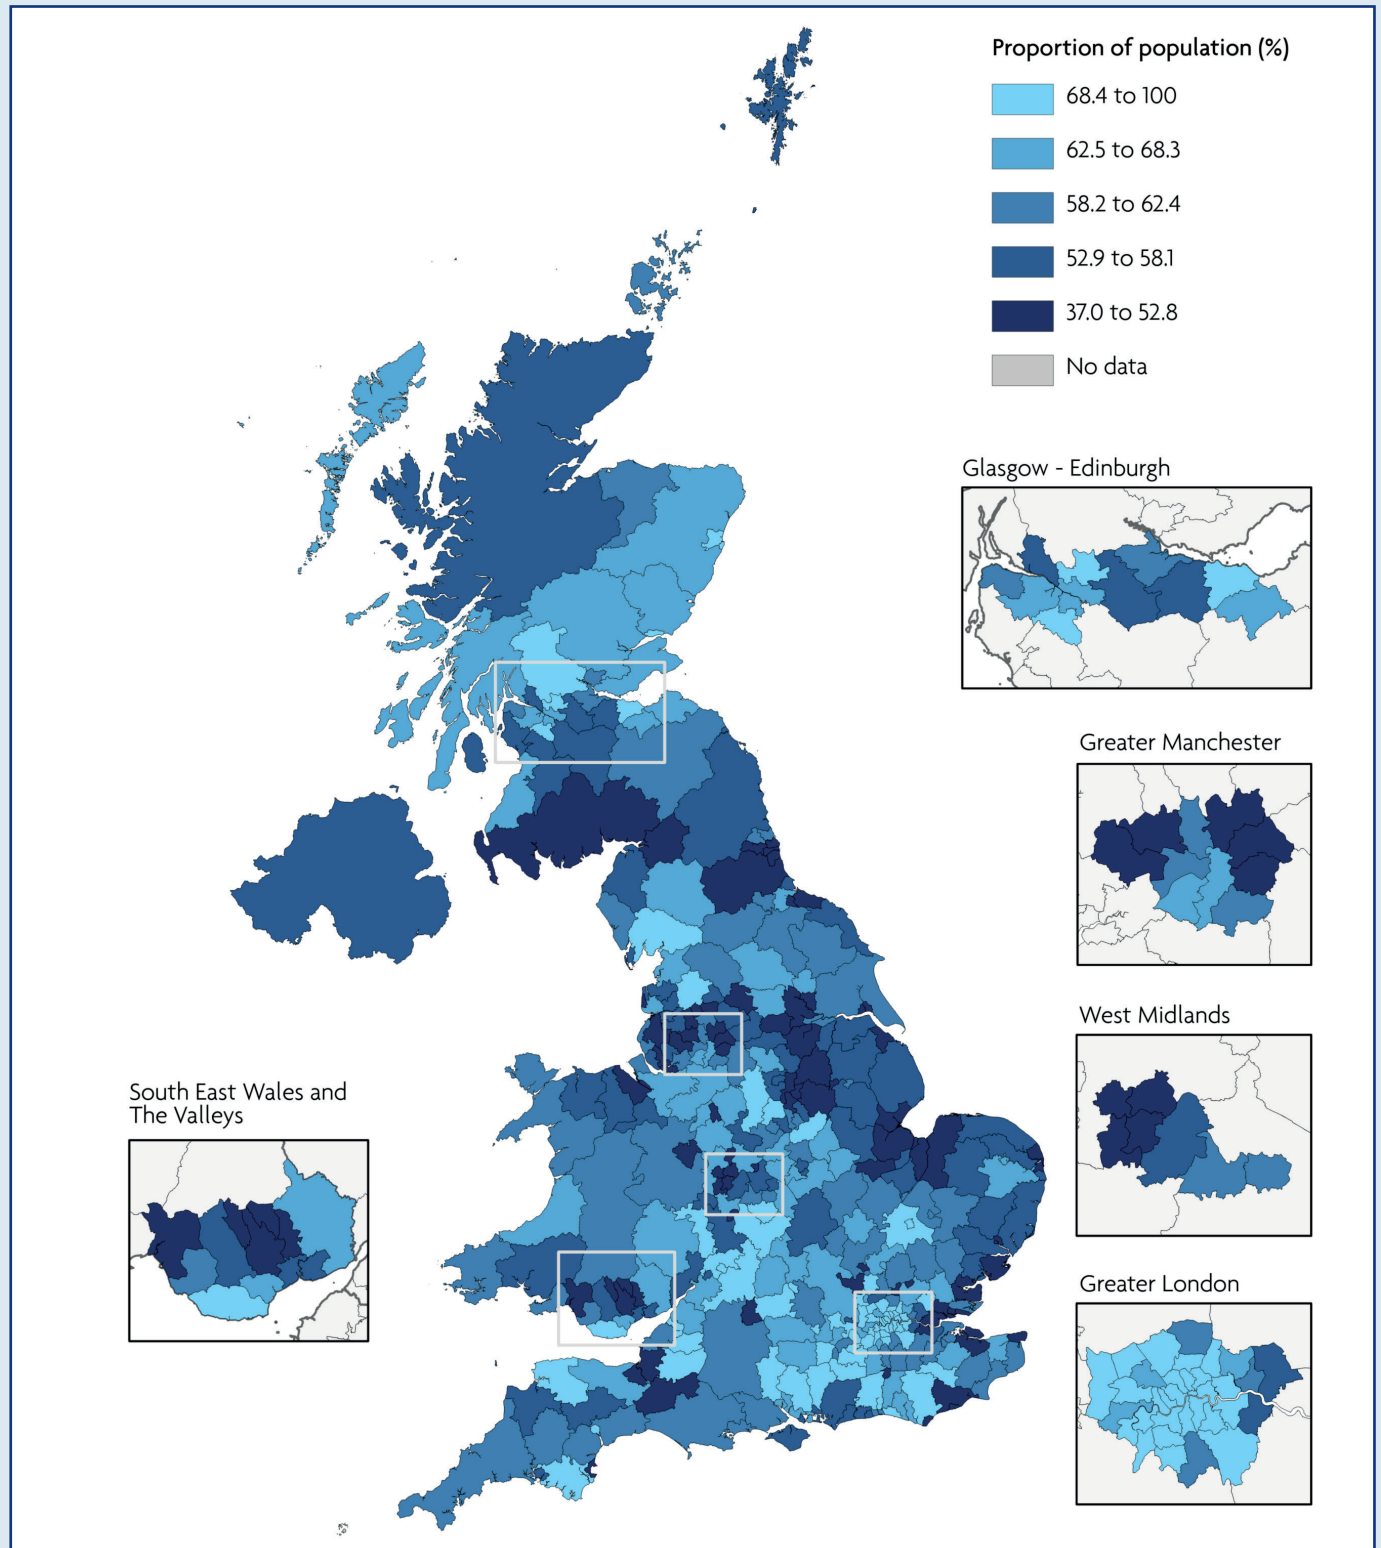 Proportion of population (%)
68.4 to 100
62.5 to 68.3
58.2 to 62.4
52.9 to 58.1
37.0 to 52.8
No data
Glasgow - Edinburgh
Greater Manchester
West Midlands
South East Wales and
The Valleys
Greater London